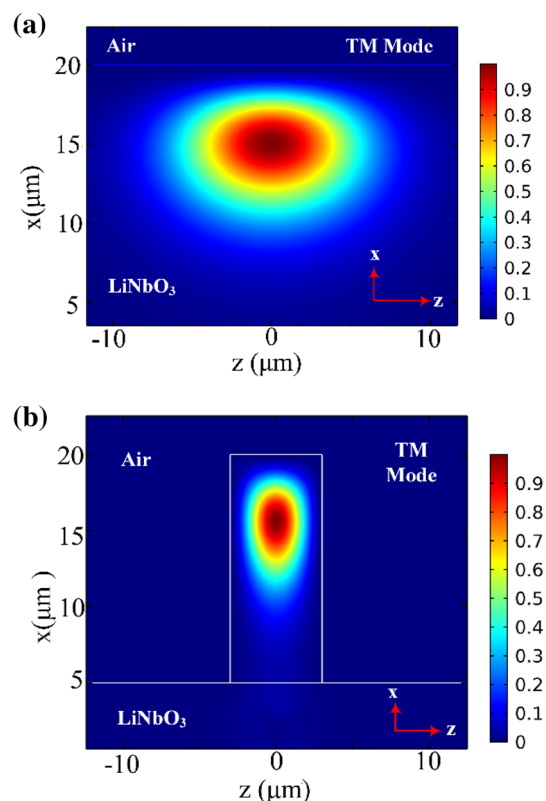 (a)
Air TM Mode
20
15
10
5
x(μm)
LiNbO₃
x
z
-10 0 10
z (μm)
0.9
0.8
0.7
0.6
0.5
0.4
0.3
0.2
0.1
0
(b)
Air TM
Mode
20
15
10
5
x(μm )
LiNbO₃
x
z
-10 0 10
z (μm)
0.9
0.8
0.7
0.6
0.5
0.4
0.3
0.2
0.1
0